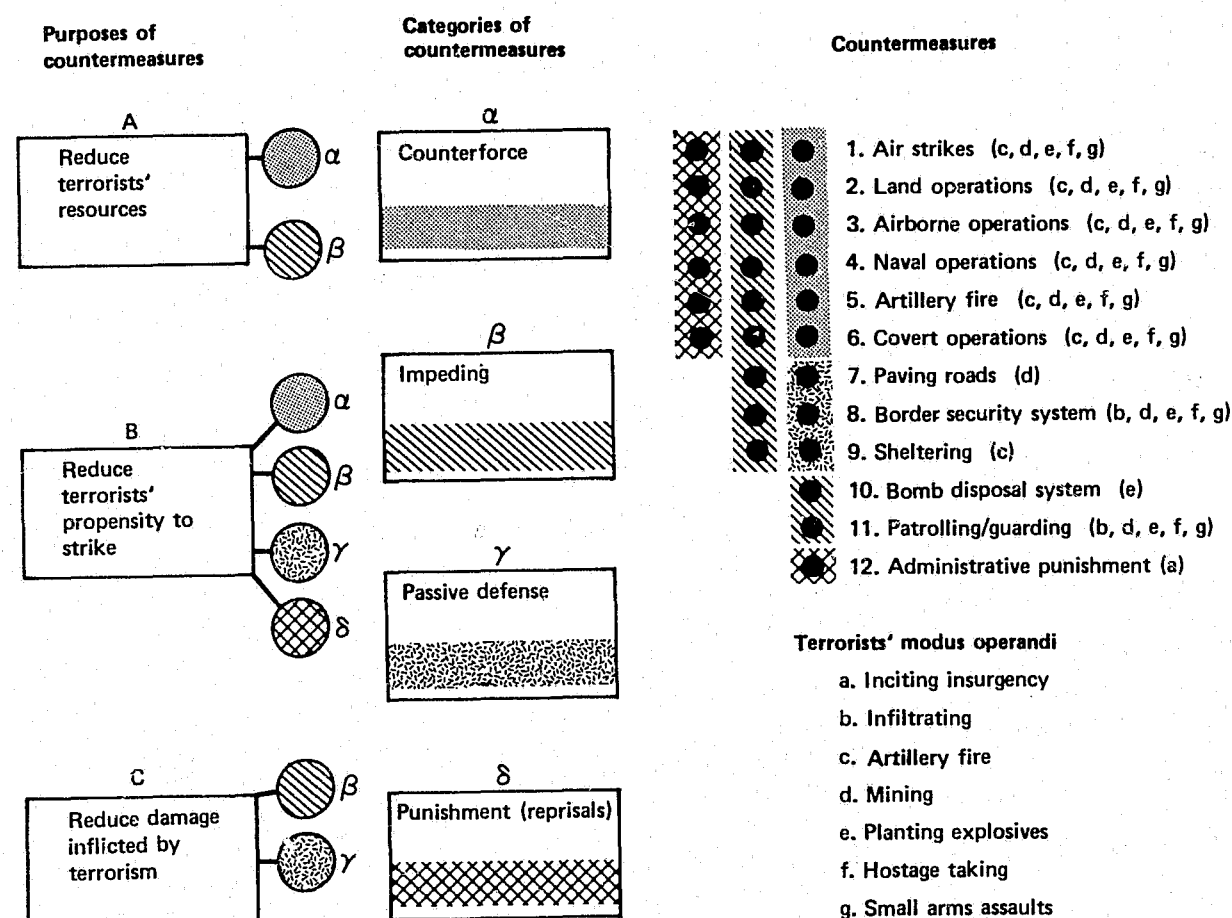 Purposes of
countermeasures
A
Reduce
terrorists'
resources
α
β
B
Reduce
terrorists'
propensity to
strike
α
β
γ
δ
C
Reduce damage
inflicted by
terrorism
β
γ
Categories of
countermeasures
α
Counterforce
β
Impeding
γ
Passive defense
δ
Punishment (reprisals)
Countermeasures
1. Air strikes (c, d, e, f, g)
2. Land operations (c, d, e, f, g)
3. Airborne operations (c, d, e, f, g)
4. Naval operations (c, d, e, f, g)
5. Artillery fire (c, d, e, f, g)
6. Covert operations (c, d, e, f, g)
7. Paving roads (d)
8. Border security system (b, d, e, f, g)
9. Sheltering (c)
10. Bomb disposal system (e)
11. Patrolling/guarding (b, d, e, f, g)
12. Administrative punishment (a)
Terrorists' modus operandi
a. Inciting insurgency
b. Infiltrating
c. Artillery fire
d. Mining
e. Planting explosives
f. Hostage taking
g. Small arms assaults